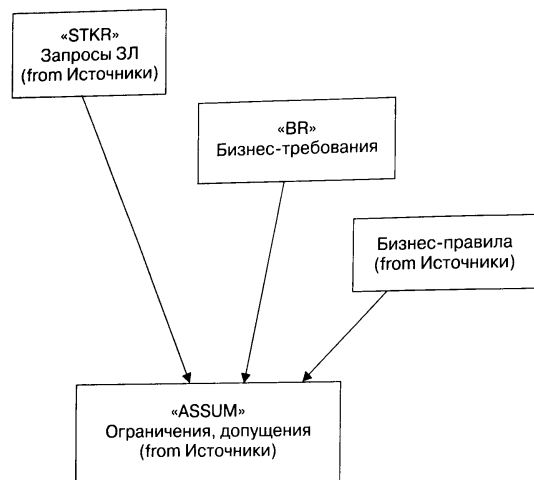 «STKR»
Запросы ЗЛ
(from Источники)
«BR»
Бизнес-требования
Бизнес-правила
(from Источники)
«ASSUM»
Ограничения, допущения
(from Источники)